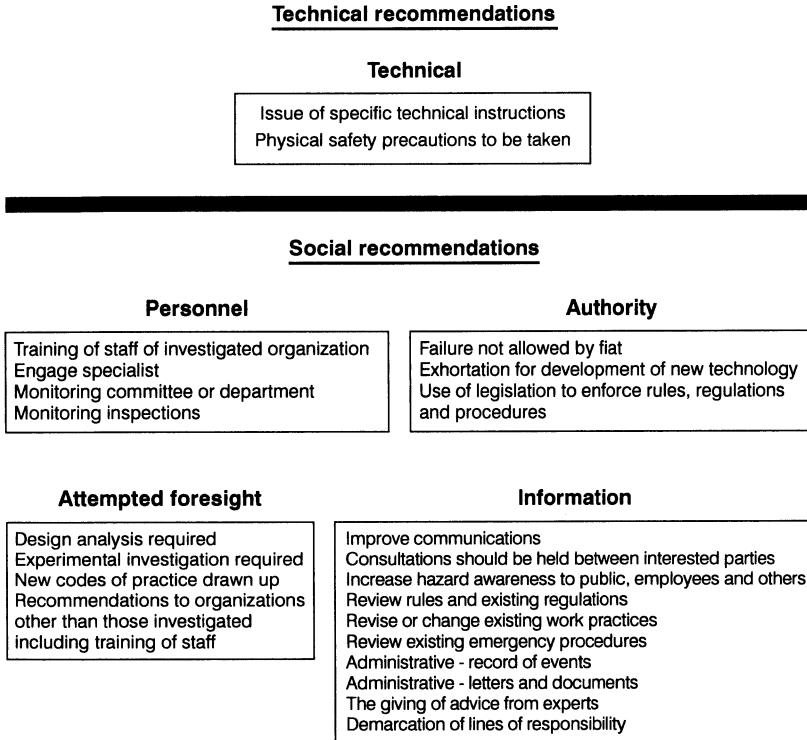 Technical recommendations
Technical
Issue of specific technical instructions
Physical safety precautions to be taken
Social recommendations
Personnel
Training of staff of investigated organization
Engage specialist
Monitoring committee or department
Monitoring inspections
Authority
Failure not allowed by fiat
Exhortation for development of new technology
Use of legislation to enforce rules, regulations
and procedures
Attempted foresight
Design analysis required
Experimental investigation required
New codes of practice drawn up
Recommendations to organizations
other than those investigated
including training of staff
Information
Improve communications
Consultations should be held between interested parties
Increase hazard awareness to public, employees and others
Review rules and existing regulations
Revise or change existing work practices
Review existing emergency procedures
Administrative - record of events
Administrative - letters and documents
The giving of advice from experts
Demarcation of lines of responsibility